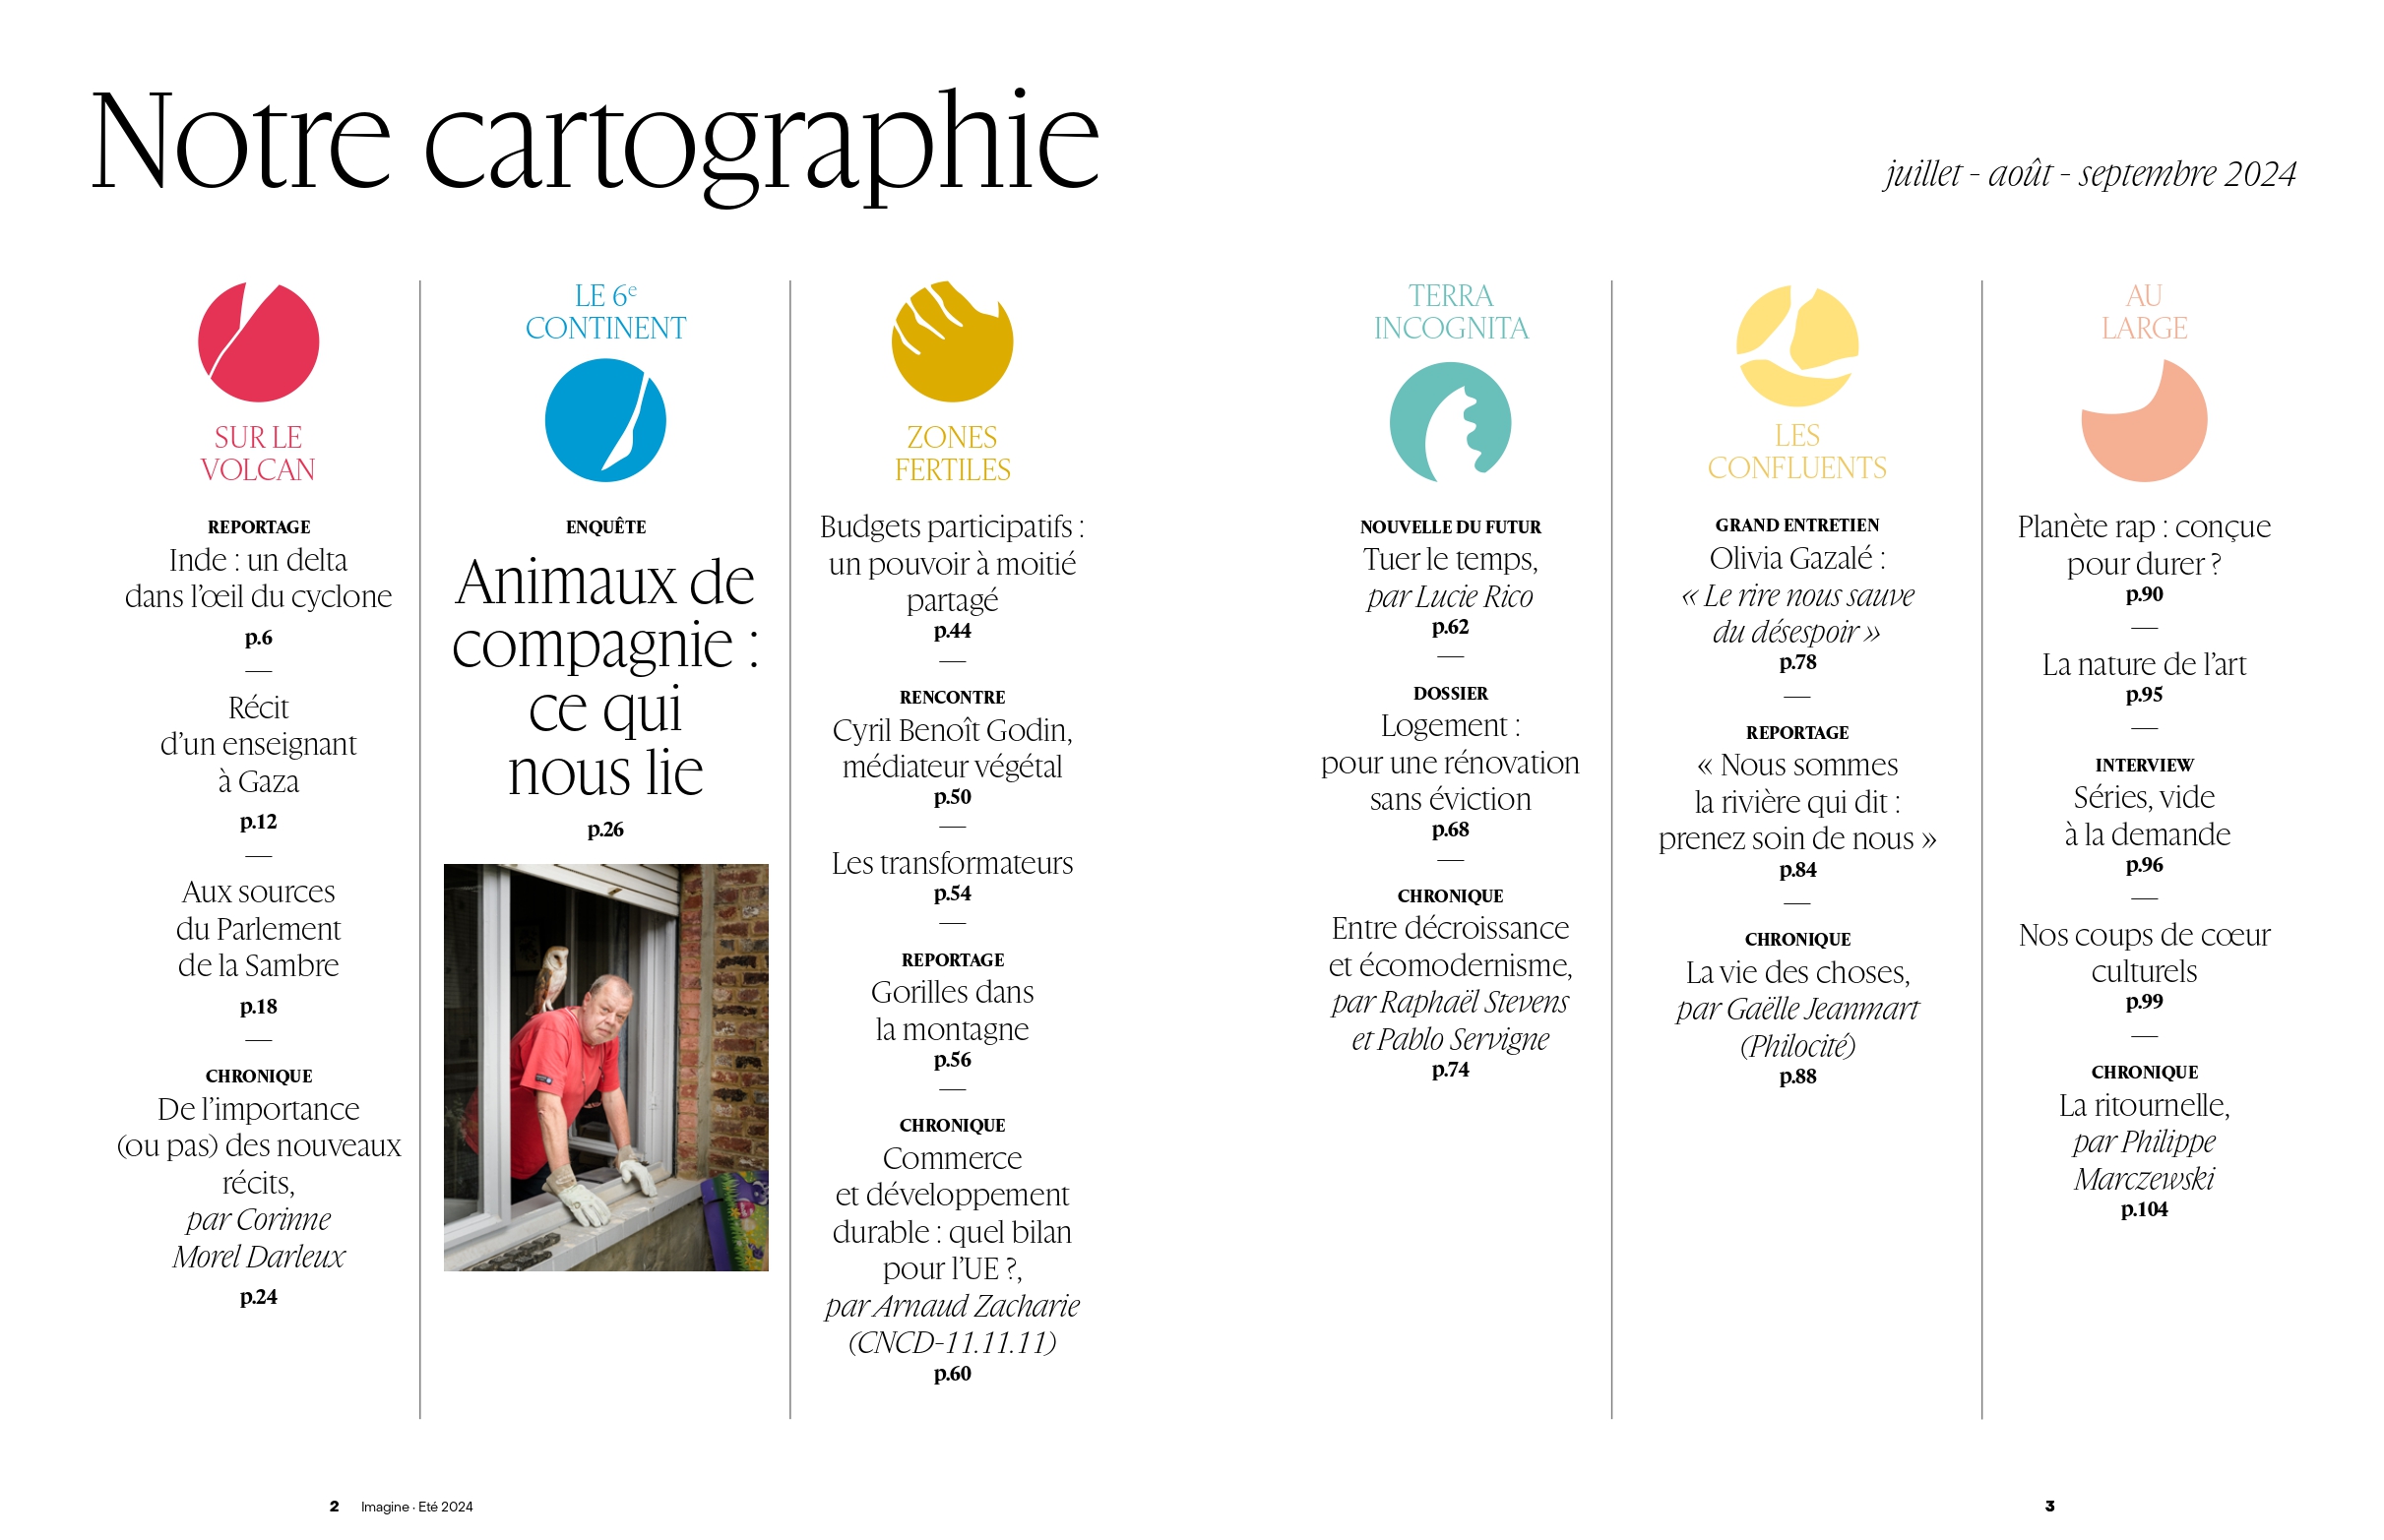 Notre cartographie
juillet - août - septembre 2024
SUR LE
VOLCAN
REPORTAGE
Inde : un delta
dans l’œil du cyclone
p.6
—
Récit
d’un enseignant
à Gaza
p.12
—
Aux sources
du Parlement
de la Sambre
p.18
—
CHRONIQUE
De l’importance
(ou pas) des nouveaux
récits,
par Corinne
Morel Darleux
p.24
LE 6e
CONTINENT
ENQUÊTE
Animaux de
compagnie :
ce qui
nous lie
p.26
ZONES
FERTILES
Budgets participatifs :
un pouvoir à moitié
partagé
p.44
—
RENCONTRE
Cyril Benoît Godin,
médiateur végétal
p.50
—
Les transformateurs
p.54
—
REPORTAGE
Gorilles dans
la montagne
p.56
—
CHRONIQUE
Commerce
et développement
durable : quel bilan
pour l’UE ?,
par Arnaud Zacharie
(CNCD-11.11.11)
p.60
TERRA
INCOGNITA
NOUVELLE DU FUTUR
Tuer le temps,
par Lucie Rico
p.62
—
DOSSIER
Logement :
pour une rénovation
sans éviction
p.68
—
CHRONIQUE
Entre décroissance
et écomodernisme,
par Raphaël Stevens
et Pablo Servigne
p.74
LES
CONFLUENTS
GRAND ENTRETIEN
Olivia Gazalé :
« Le rire nous sauve
du désespoir »
p.78
—
REPORTAGE
« Nous sommes
la rivière qui dit :
prenez soin de nous »
p.84
—
CHRONIQUE
La vie des choses,
par Gaëlle Jeanmart
(Philocité)
p.88
AU
LARGE
Planète rap : conçue
pour durer ?
p.90
—
La nature de l’art
p.95
—
INTERVIEW
Séries, vide
à la demande
p.96
—
Nos coups de cœur
culturels
p.99
—
CHRONIQUE
La ritournelle,
par Philippe
Marczewski
p.104
2 Imagine · Eté 2024
3